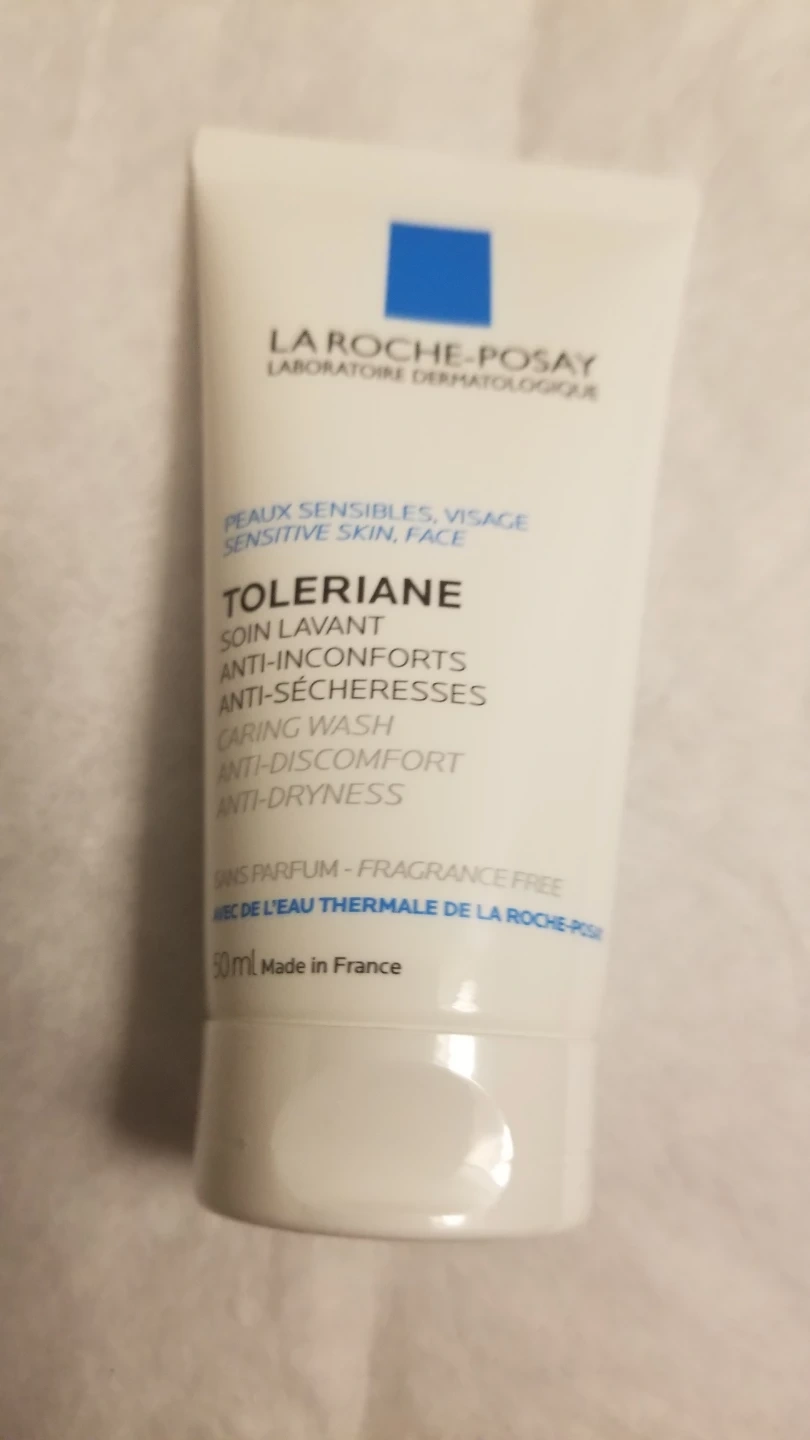 LA ROCHE-POSAY
LABORATOIRE DERMATOLOGIQUE
PEAUX SENSIBLES, VISAGE
SENSITIVE SKIN, FACE
TOLERIANE
SOIN LAVANT
ANTI-INCONFORTS
ANTI-SÉCHERESSES
CARING WASH
ANTI-DISCOMFORT
ANTI-DRYNESS
SANS PARFUM - FRAGRANCE FREE
AVEC DE L'EAU THERMALE DE LA ROCHE-POSAY
50ml Made in France